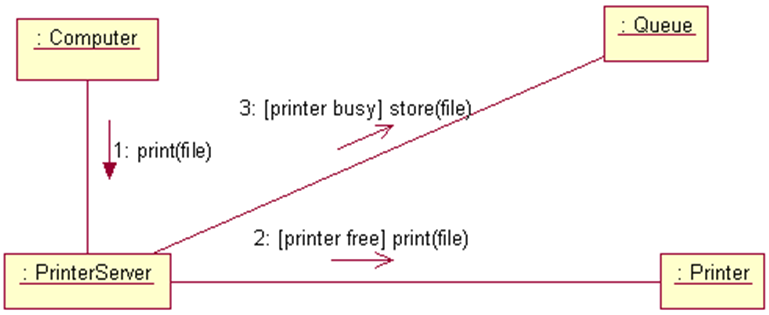 : Computer
: Queue
3: [printer busy] store(file)
1: print(file)
2: [printer free] print(file)
: PrinterServer
: Printer